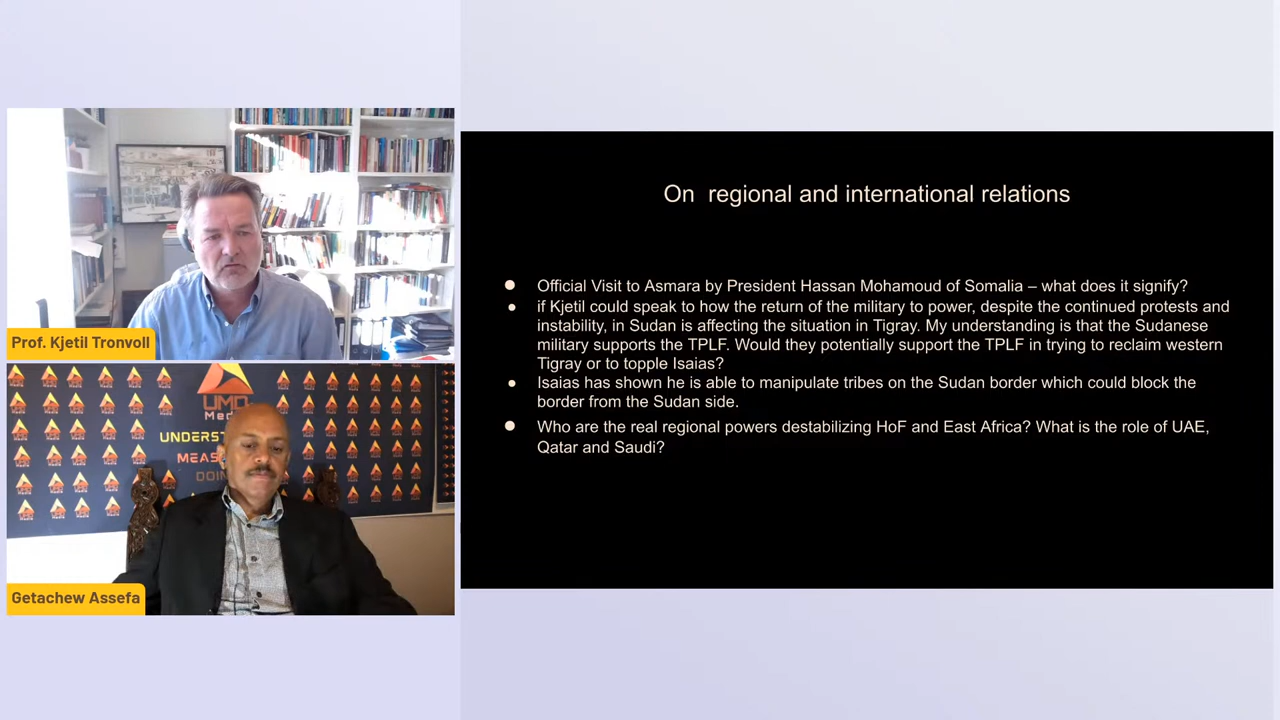 Prof. Kjetil Tronvoll
UMD
Media
UNDERST
MEAS
DOIN
Getachew Assefa
On regional and international relations
● Official Visit to Asmara by President Hassan Mohamoud of Somalia – what does it signify?
● if Kjetil could speak to how the return of the military to power, despite the continued protests and
instability, in Sudan is affecting the situation in Tigray. My understanding is that the Sudanese
military supports the TPLF. Would they potentially support the TPLF in trying to reclaim western
Tigray or to topple Isaias?
● Isaias has shown he is able to manipulate tribes on the Sudan border which could block the
border from the Sudan side.
● Who are the real regional powers destabilizing HoF and East Africa? What is the role of UAE,
Qatar and Saudi?